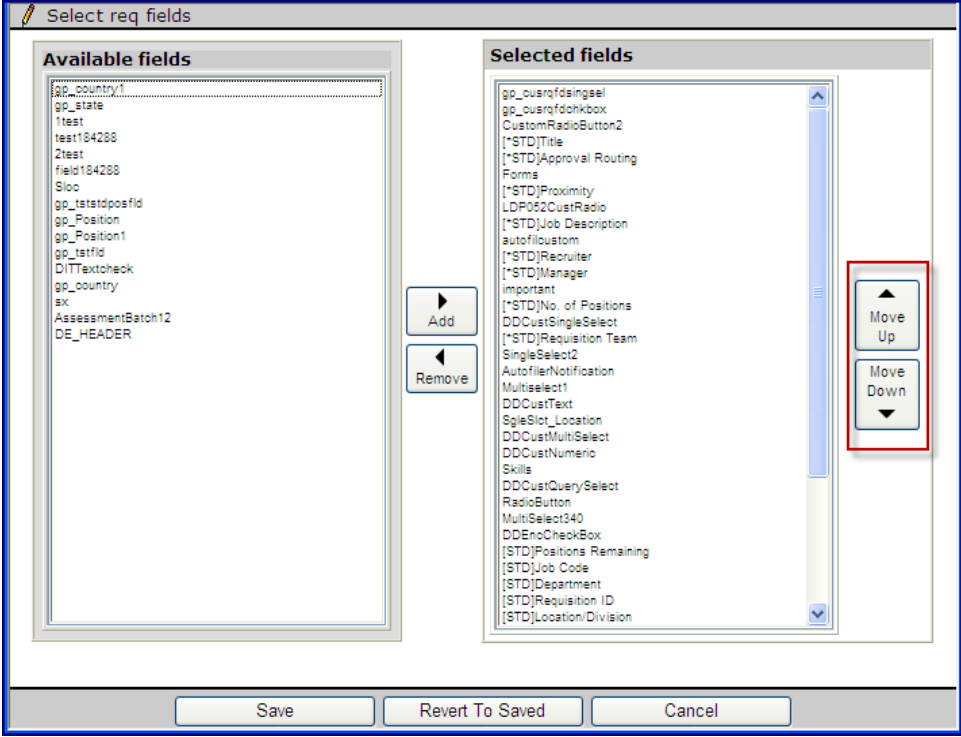 Select req fields
Available fields
gp_country1
gp_state
1test
test184288
2test
field184288
Sloc
gp_tststdposfld
gp_Position
gp_Position1
gp_tstfld
DITTextcheck
gp_country
sx
AssessmentBatch12
DE_HEADER
Add
Remove
Selected fields
gp_cusrqfdsingsel
gp_cusrqfdchkbox
CustomRadioButton2
[*STD]Title
[*STD]Approval Routing
Forms
[*STD]Proximity
LDP052CustRadio
[*STD]Job Description
autofilcustom
[*STD]Recruiter
[*STD]Manager
important
[*STD]No. of Positions
DDCustSingleSelect
[*STD]Requisition Team
SingleSelect2
AutofilerNotification
Multiselect1
DDCustText
SgleSlct_Location
DDCustMultiSelect
DDCustNumeric
Skills
DDCustQuerySelect
RadioButton
MultiSelect340
DDEncCheckBox
[STD]Positions Remaining
[STD]Job Code
[STD]Department
[STD]Requisition ID
[STD]Location/Division
Move
Up
Move
Down
Save
Revert To Saved
Cancel